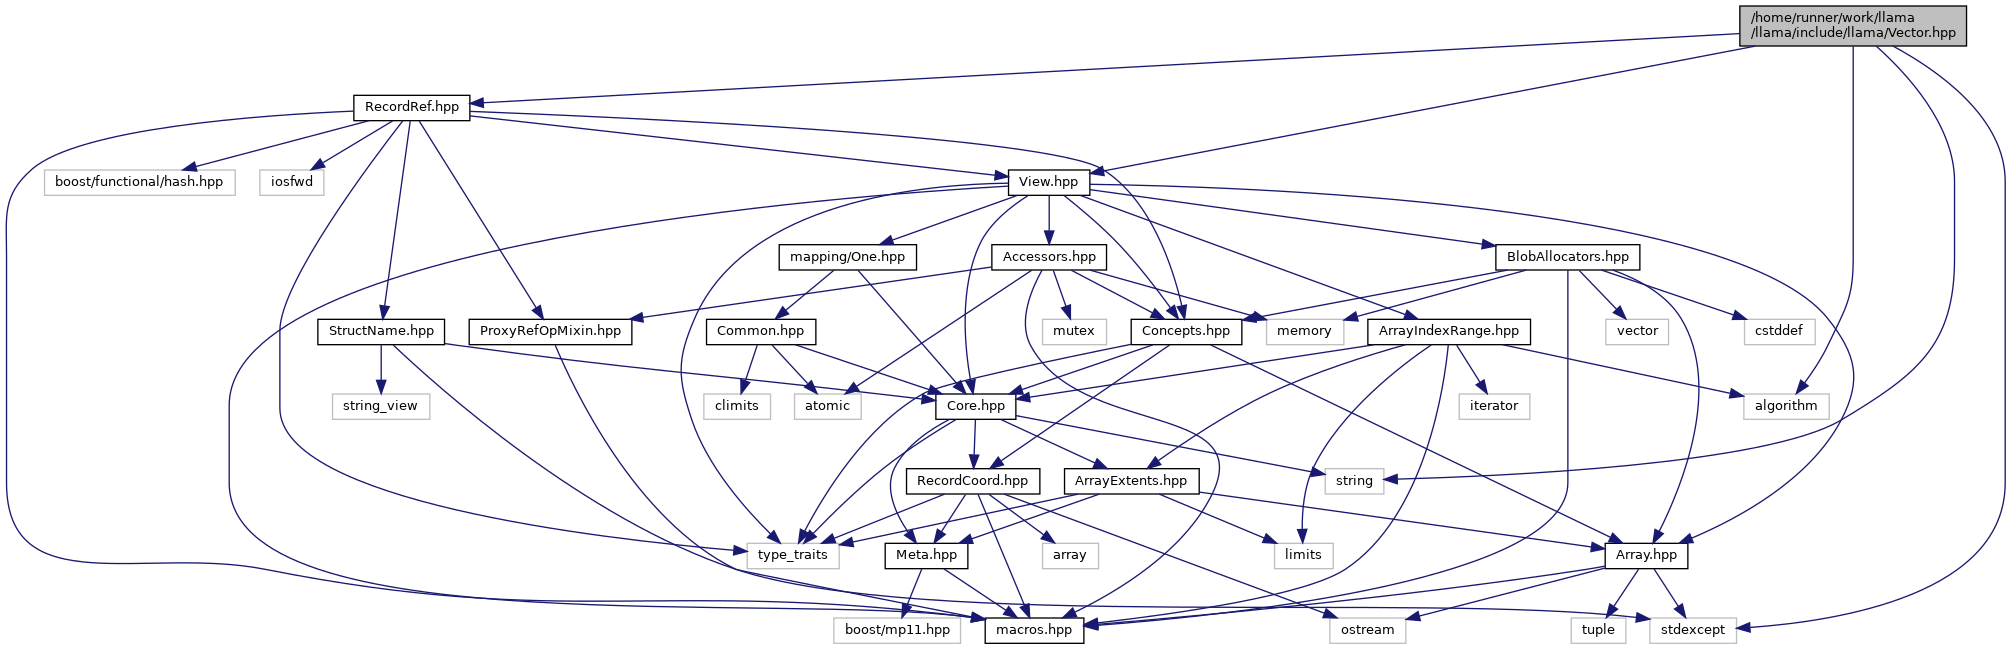 /home/runner/work/llama
/llama/include/llama/Vector.hpp
RecordRef.hpp
boost/functional/hash.hpp
iosfwd
View.hpp
mapping/One.hpp
Accessors.hpp
BlobAllocators.hpp
StructName.hpp
ProxyRefOpMixin.hpp
Common.hpp
mutex
Concepts.hpp
memory
ArrayIndexRange.hpp
vector
cstddef
string_view
climits
atomic
Core.hpp
iterator
algorithm
RecordCoord.hpp
ArrayExtents.hpp
string
type_traits
Meta.hpp
array
limits
Array.hpp
boost/mp11.hpp
macros.hpp
ostream
tuple
stdexcept